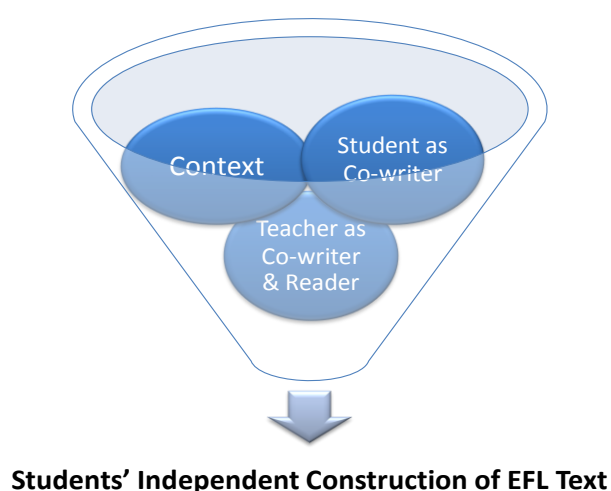 Context
Student as
Co-writer
Teacher as
Co-writer
& Reader
Students’ Independent Construction of EFL Text